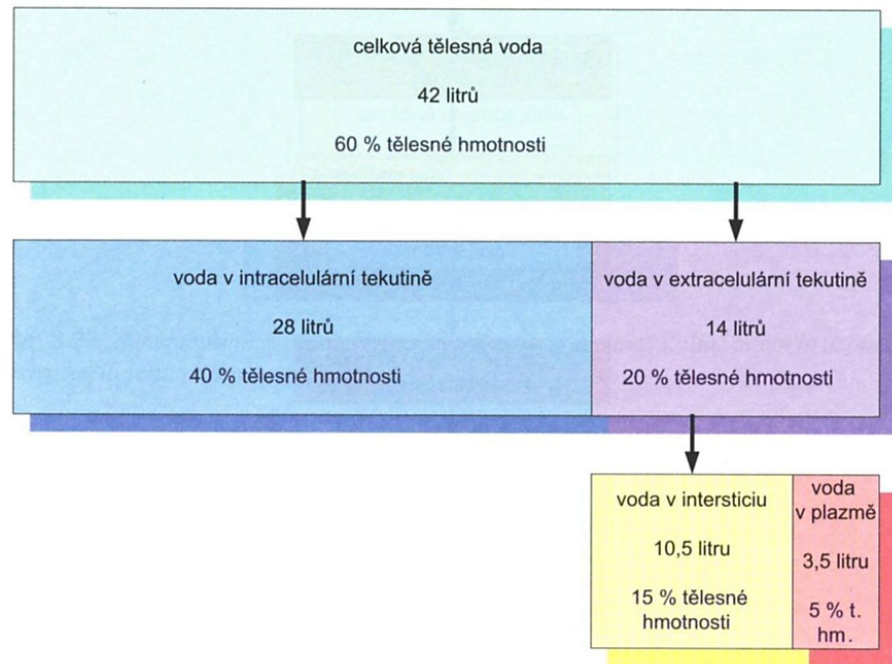 celková tělesná voda
42 litrů
60 % tělesné hmotnosti
voda v intracelulární tekutině
28 litrů
40 % tělesné hmotnosti
voda v extracelulární tekutině
14 litrů
20 % tělesné hmotnosti
voda v intersticiu
10,5 litru
15 % tělesné
hmotnosti
voda
v plazmě
3,5 litru
5 % t.
hm.